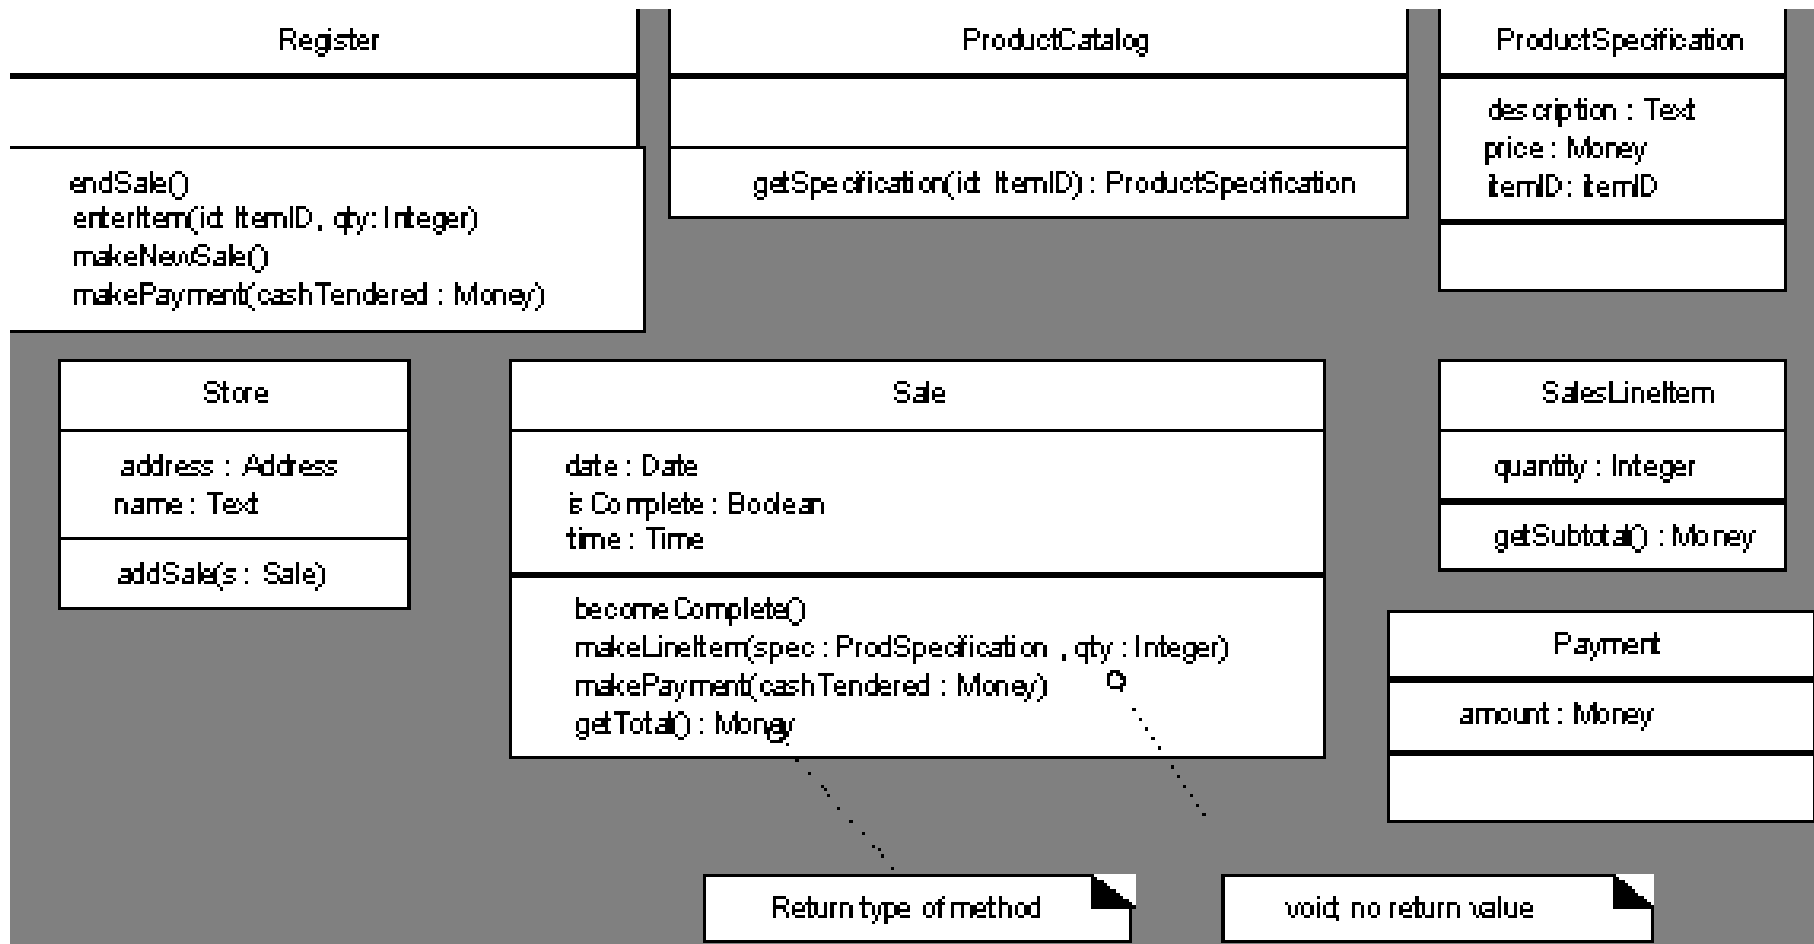 Register
endSale()
enterItem(id: ItemID, qty: Integer)
makeNewSale()
makePayment(cashTendered : Money)
ProductCatalog
getSpecification(id: ItemID) : ProductSpecification
ProductSpecification
description : Text
price : Money
itemID : itemID
Store
address : Address
name : Text
addSale(s : Sale)
Sale
date : Date
isComplete : Boolean
time : Time
becomeComplete()
makeLineItem(spec : ProdSpecification , qty : Integer)
makePayment(cashTendered : Money)
getTotal() : Money
SalesLineItem
quantity : Integer
getSubtotal() : Money
Payment
amount : Money
Return type of method
void; no return value